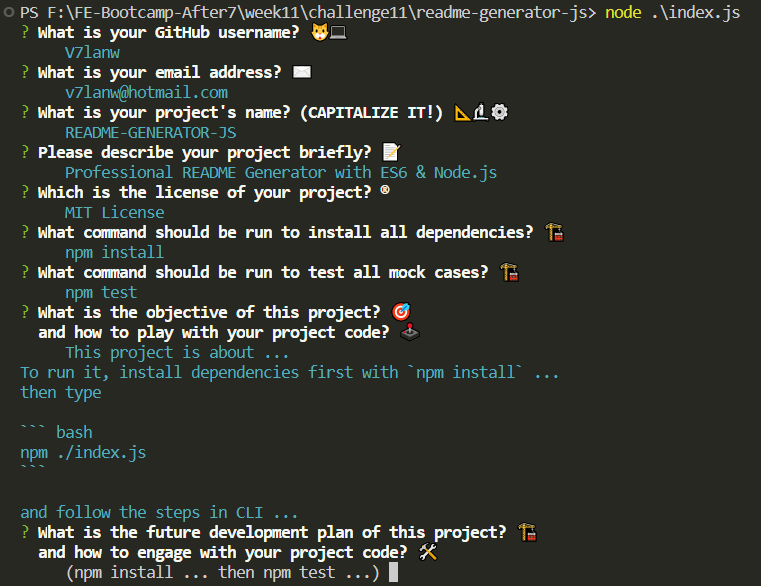 PS F:\FE-Bootcamp-After7\week11\challenge11\readme-generator-js> node .\index.js
? What is your GitHub username? 🐱💻
V7lanw
? What is your email address? ✉️
v7lanw@hotmail.com
? What is your project's name? (CAPITALIZE IT!) 📐🔬⚙️
README-GENERATOR-JS
? Please describe your project briefly? 📝
Professional README Generator with ES6 & Node.js
? Which is the license of your project? ®
MIT License
? What command should be run to install all dependencies? 🏗️
npm install
? What command should be run to test all mock cases? 🏗️
npm test
? What is the objective of this project? 🎯
and how to play with your project code? 🕹️
This project is about ...
To run it, install dependencies first with `npm install` ...
then type
``` bash
npm ./index.js
```
and follow the steps in CLI ...
? What is the future development plan of this project? 🏗️
and how to engage with your project code? 🛠️
(npm install ... then npm test ...)